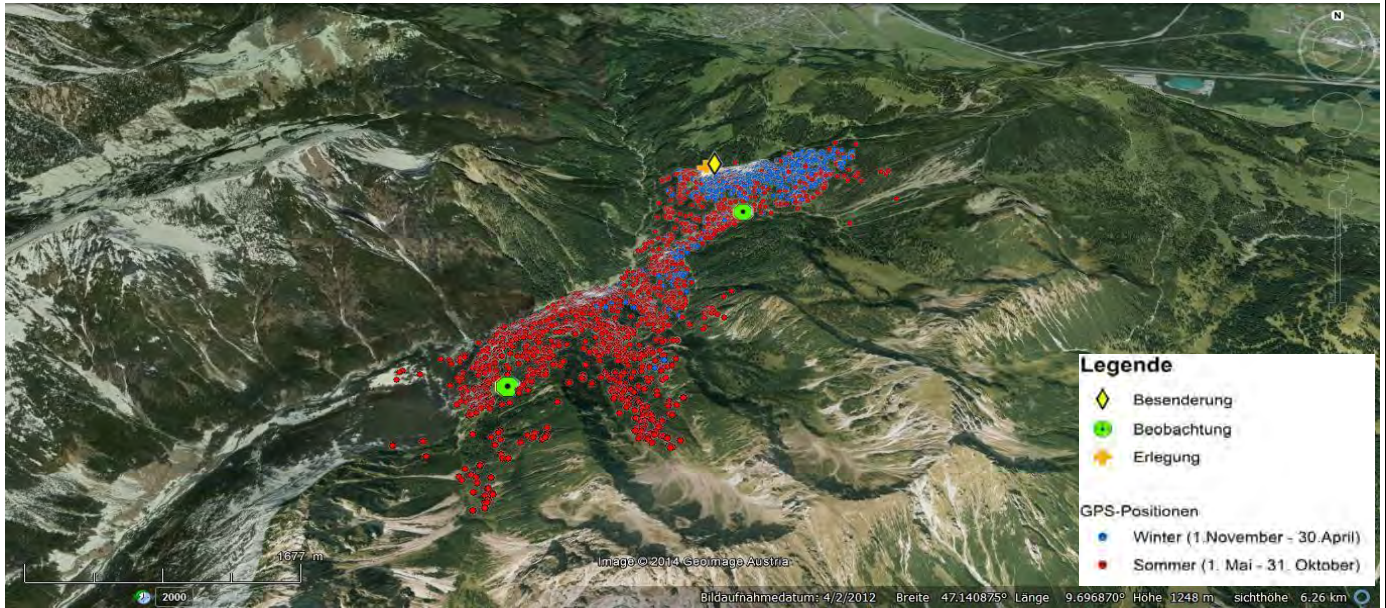 N
Legende
Besenderung
Beobachtung
Erlegung
GPS-Positionen
Winter (1.November - 30.April)
Sommer (1. Mai - 31. Oktober)
1677 m
Image © 2014 Geoimage Austria
2000
Bildaufnahmedatum: 4/2/2012 Breite 47.140875° Länge 9.696870° Höhe 1248 m sichthöhe 6.26 km